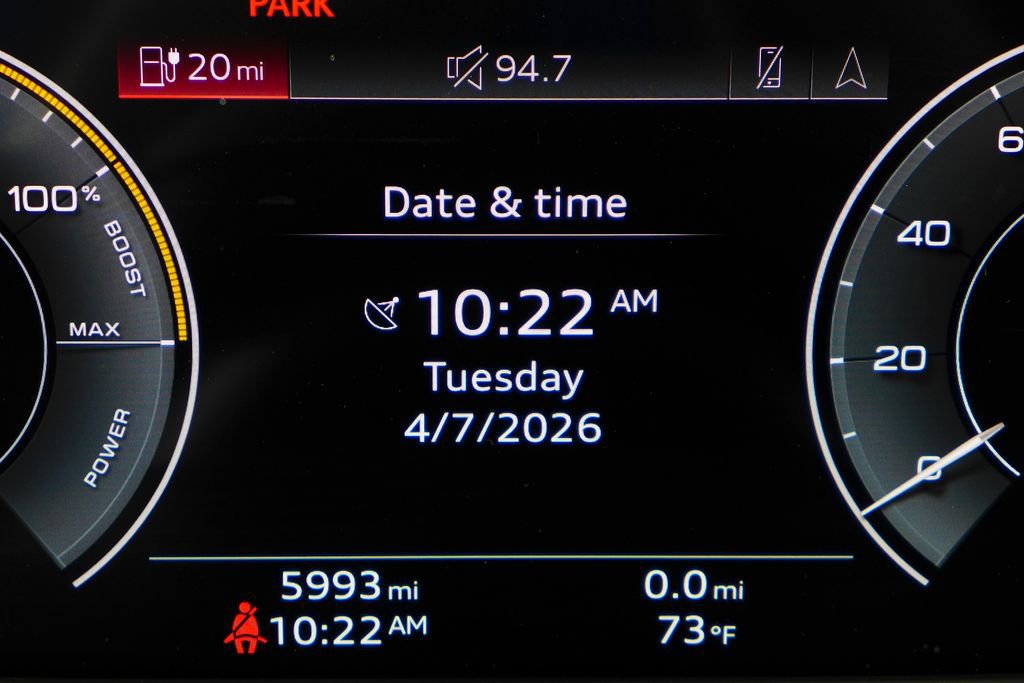 PARK
20 mi
94.7
100%
BOOST
MAX
POWER
Date & time
10:22 AM
Tuesday
4/7/2026
6
40
20
0
5993 mi
10:22 AM
0.0 mi
73°F